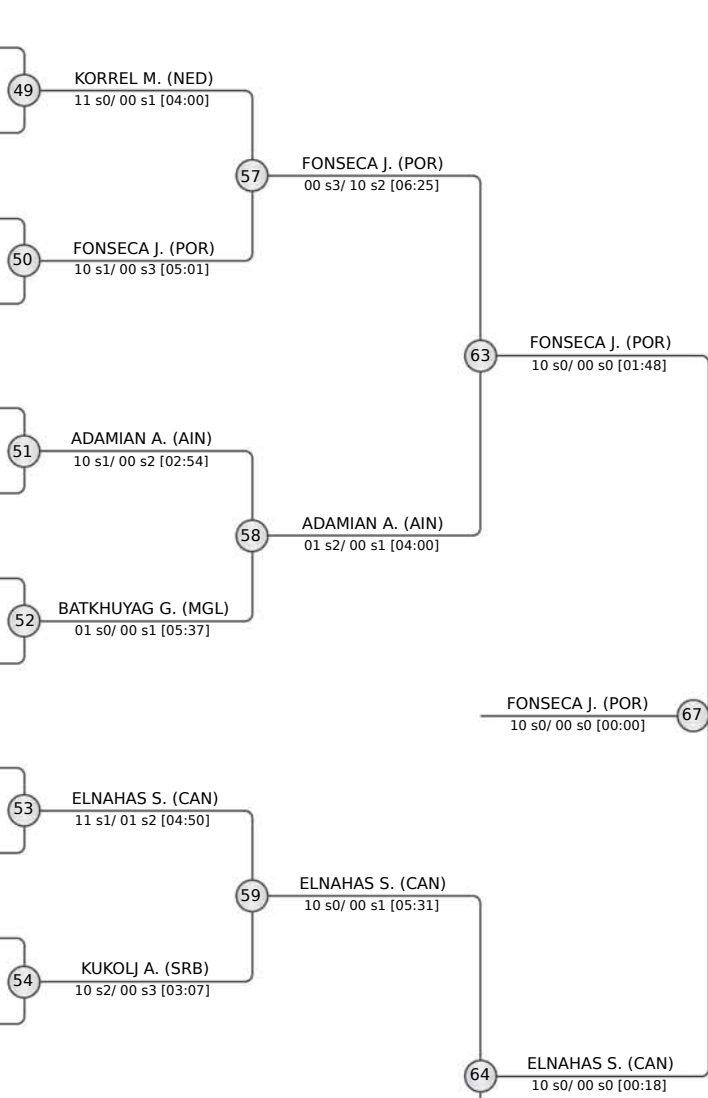 49
KORREL M. (NED)
11 s0/ 00 s1 [04:00]
57
FONSECA J. (POR)
00 s3/ 10 s2 [06:25]
50
FONSECA J. (POR)
10 s1/ 00 s3 [05:01]
63
FONSECA J. (POR)
10 s0/ 00 s0 [01:48]
51
ADAMIAN A. (AIN)
10 s1/ 00 s2 [02:54]
58
ADAMIAN A. (AIN)
01 s2/ 00 s1 [04:00]
52
BATKHUYAG G. (MGL)
01 s0/ 00 s1 [05:37]
FONSECA J. (POR)
10 s0/ 00 s0 [00:00]
67
53
ELNAHAS S. (CAN)
11 s1/ 01 s2 [04:50]
59
ELNAHAS S. (CAN)
10 s0/ 00 s1 [05:31]
54
KUKOLJ A. (SRB)
10 s2/ 00 s3 [03:07]
64
ELNAHAS S. (CAN)
10 s0/ 00 s0 [00:18]